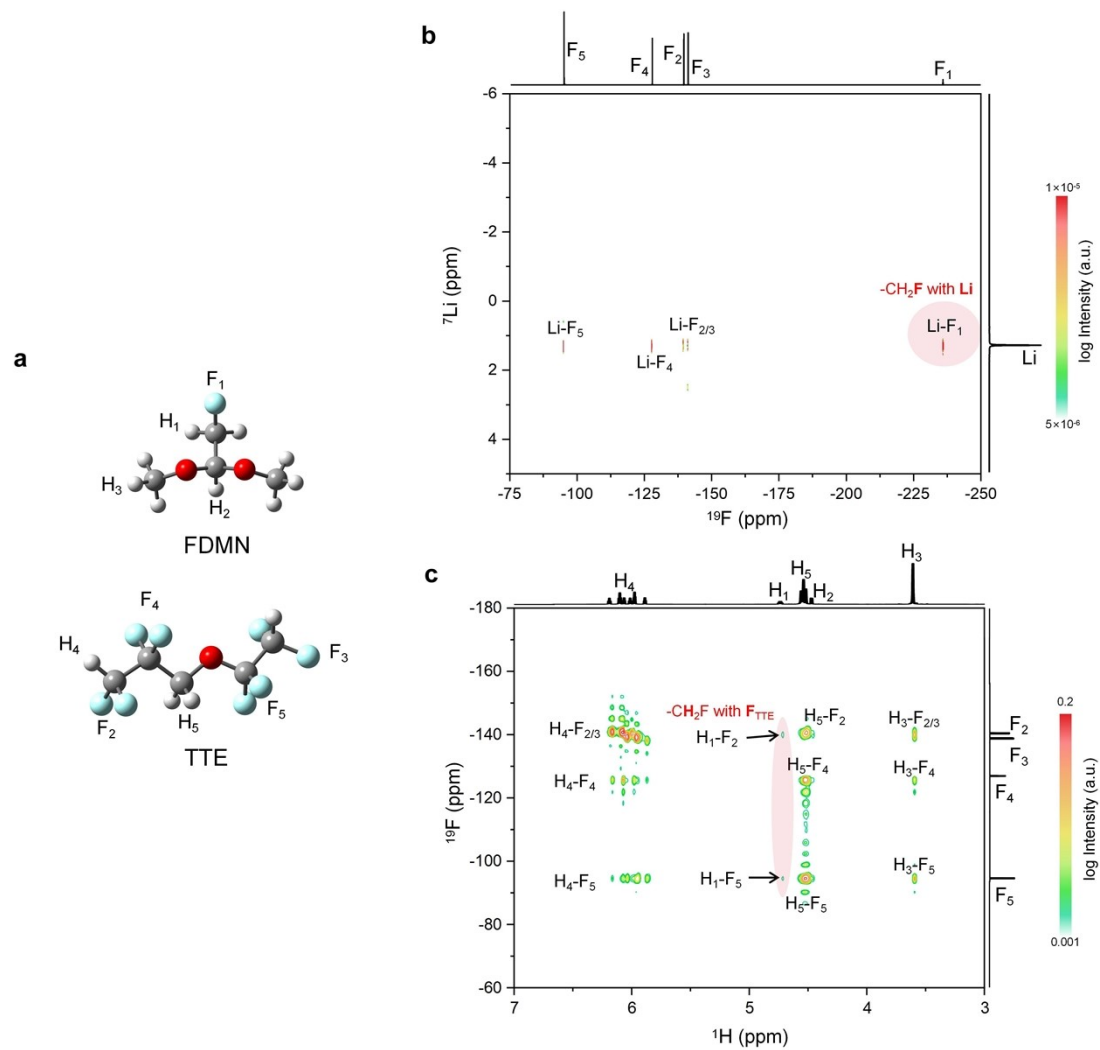 a
F₁
H₁
H₃
H₂
FDMN
F₄
H₄
F₃
F₂
H₅
F₅
TTE
b
F₅
F₄
F₂
F₃
F₁
-6
-4
-2
0
2
4
⁷Li (ppm)
-CH₂F with Li
Li-F₅
Li-F₄
Li-F₂/₃
Li-F₁
Li
-75
-100
-125
-150
-175
-200
-225
-250
¹⁹F (ppm)
1×10⁻⁵
log Intensity (a.u.)
5×10⁻⁶
c
H₄
H₁
H₅
H₂
H₃
-180
-160
-140
-120
-100
-80
-60
¹⁹F (ppm)
-CH₂F with F_TTE
H₄-F₂/₃
H₁-F₂
H₅-F₂
H₃-F₂/₃
H₄-F₄
H₅-F₄
H₃-F₄
H₄-F₅
H₁-F₅
H₅-F₅
H₃-F₅
F₂
F₃
F₄
F₅
7
6
5
4
3
¹H (ppm)
0.2
log Intensity (a.u.)
0.001